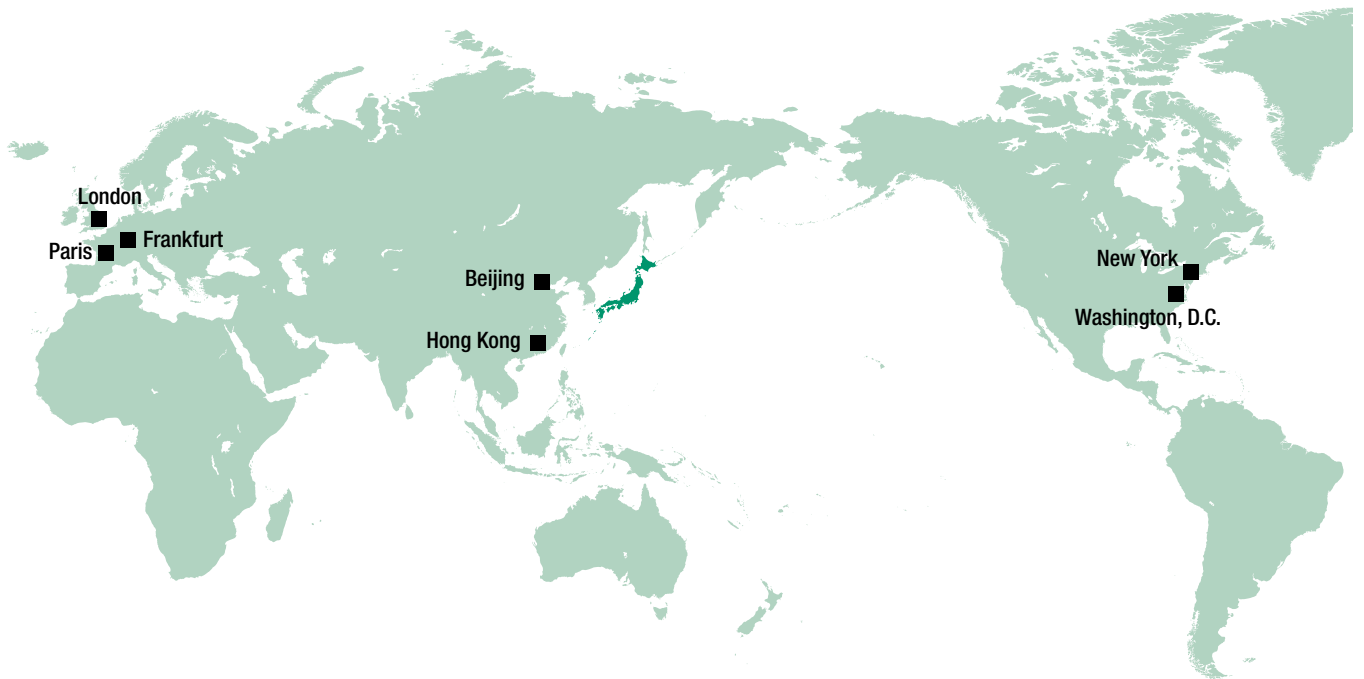 London
Paris
Frankfurt
Beijing
Hong Kong
New York
Washington, D.C.